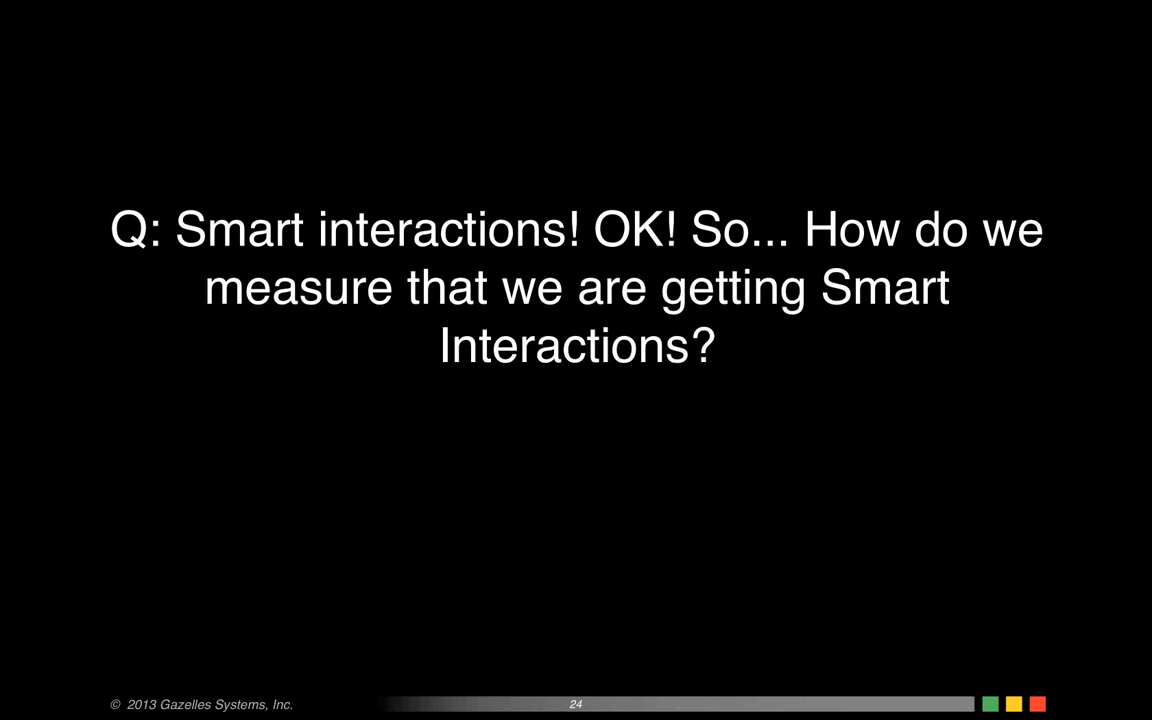 Q: Smart interactions! OK! So... How do we
measure that we are getting Smart
Interactions?
© 2013 Gazelles Systems, Inc.
24